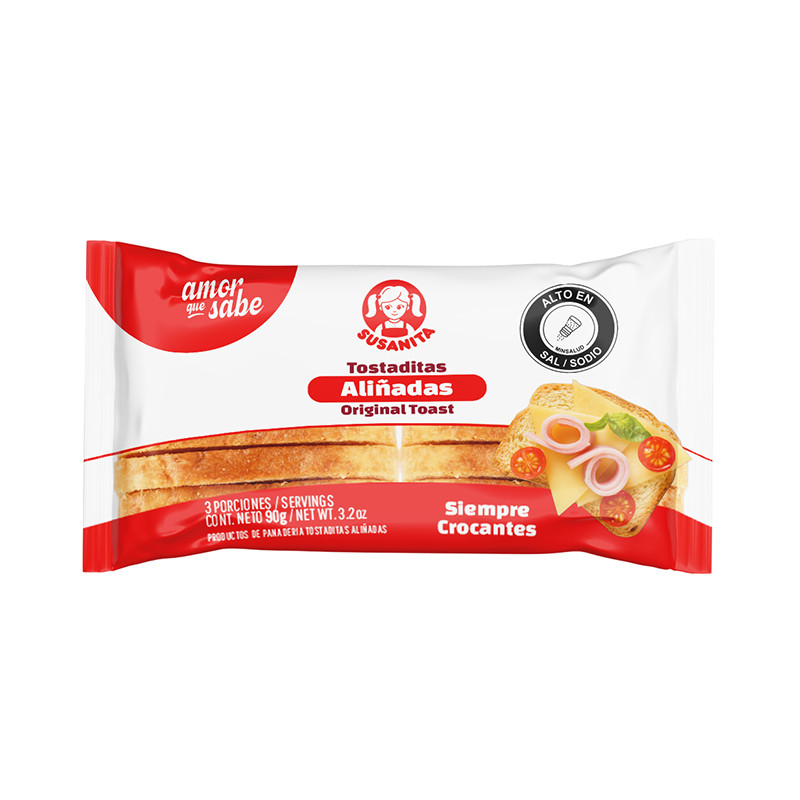 amor
que sabe
SUSANITA
Tostaditas
Aliñadas
Original Toast
ALTO EN
MINSALUD
SAL / SODIO
3 PORCIONES / SERVINGS
CONT. NETO 90g / NET WT. 3.2oz
PRODUCTOS DE PANADERIA TOSTADITAS ALIÑADAS
Siempre
Crocantes